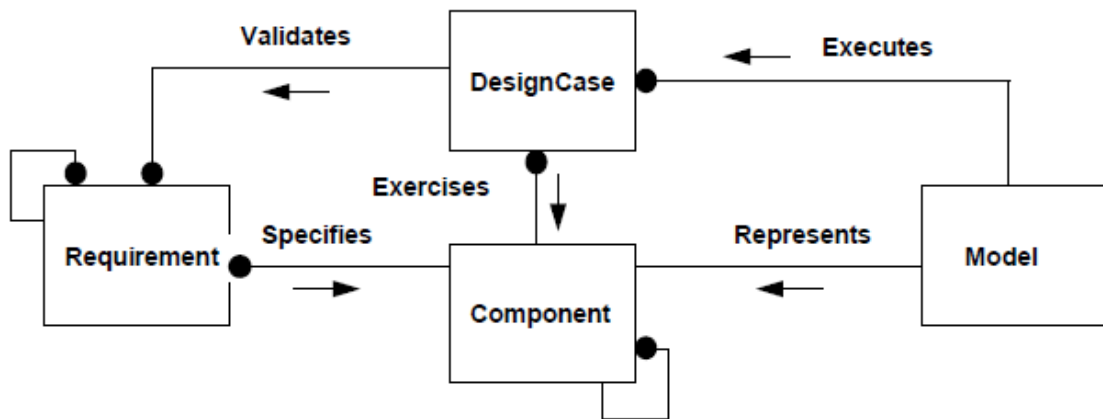 Validates
Executes
DesignCase
Exercises
Requirement
Specifies
Represents
Model
Component